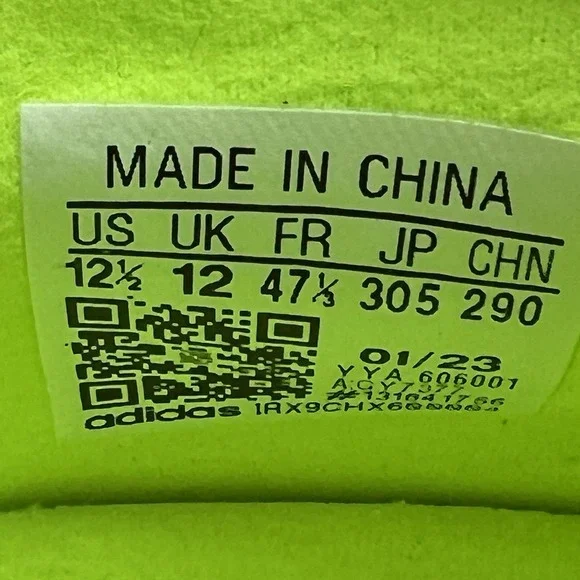 MADE IN CHINA
US UK FR JP CHN
12½ 12 47⅓ 305 290
01/23
YYA 606001
adidas